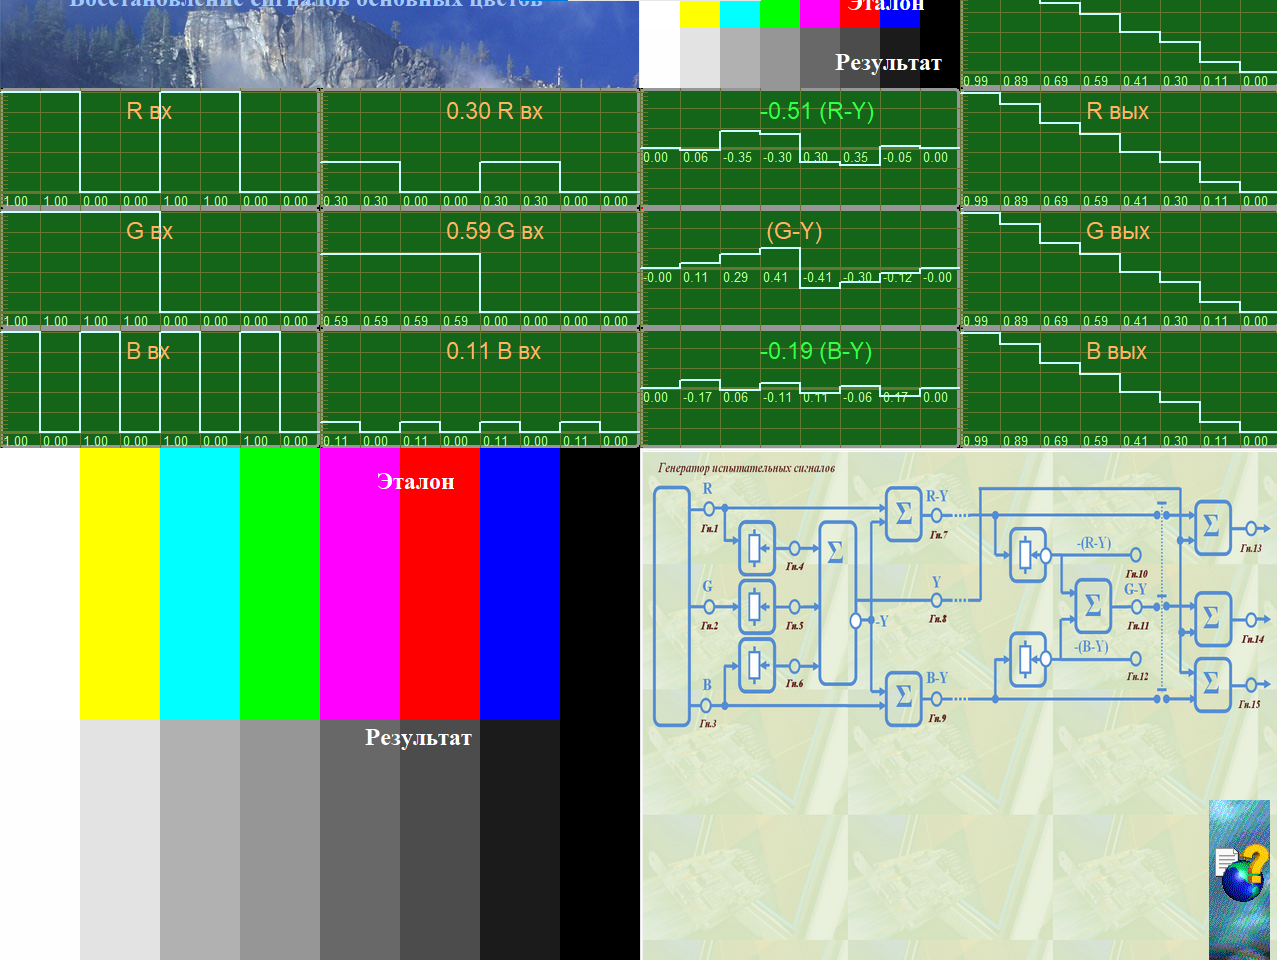 Восстановление сигналов основных цветов
Эталон
Результат
0.99 0.89 0.69 0.59 0.41 0.30 0.11 0.00
R вх
1.00 1.00 0.00 0.00 1.00 1.00 0.00 0.00
0.30 R вх
0.30 0.30 0.00 0.00 0.30 0.30 0.00 0.00
-0.51 (R-Y)
0.00 0.06 -0.35 -0.30 0.30 0.35 -0.05 0.00
R вых
0.99 0.89 0.69 0.59 0.41 0.30 0.11 0.00
G вх
1.00 1.00 1.00 1.00 0.00 0.00 0.00 0.00
0.59 G вх
0.59 0.59 0.59 0.59 0.00 0.00 0.00 0.00
(G-Y)
-0.00 0.11 0.29 0.41 -0.41 -0.30 -0.12 -0.00
G вых
0.99 0.89 0.69 0.59 0.41 0.30 0.11 0.00
B вх
1.00 0.00 1.00 0.00 1.00 0.00 1.00 0.00
0.11 B вх
0.11 0.00 0.11 0.00 0.11 0.00 0.11 0.00
-0.19 (B-Y)
0.00 -0.17 0.06 -0.11 0.11 -0.06 0.17 0.00
B вых
0.99 0.89 0.69 0.59 0.41 0.30 0.11 0.00
Эталон
Результат
Генератор испытательных сигналов
R
Гн.1
G
Гн.2
B
Гн.3
Гн.4
Гн.5
Гн.6
Σ
-Y
Σ
R-Y
Гн.7
Y
Гн.8
Σ
B-Y
Гн.9
-(R-Y)
Гн.10
Σ
G-Y
Гн.11
-(B-Y)
Гн.12
Σ
Гн.13
Σ
Гн.14
Σ
Гн.15
?